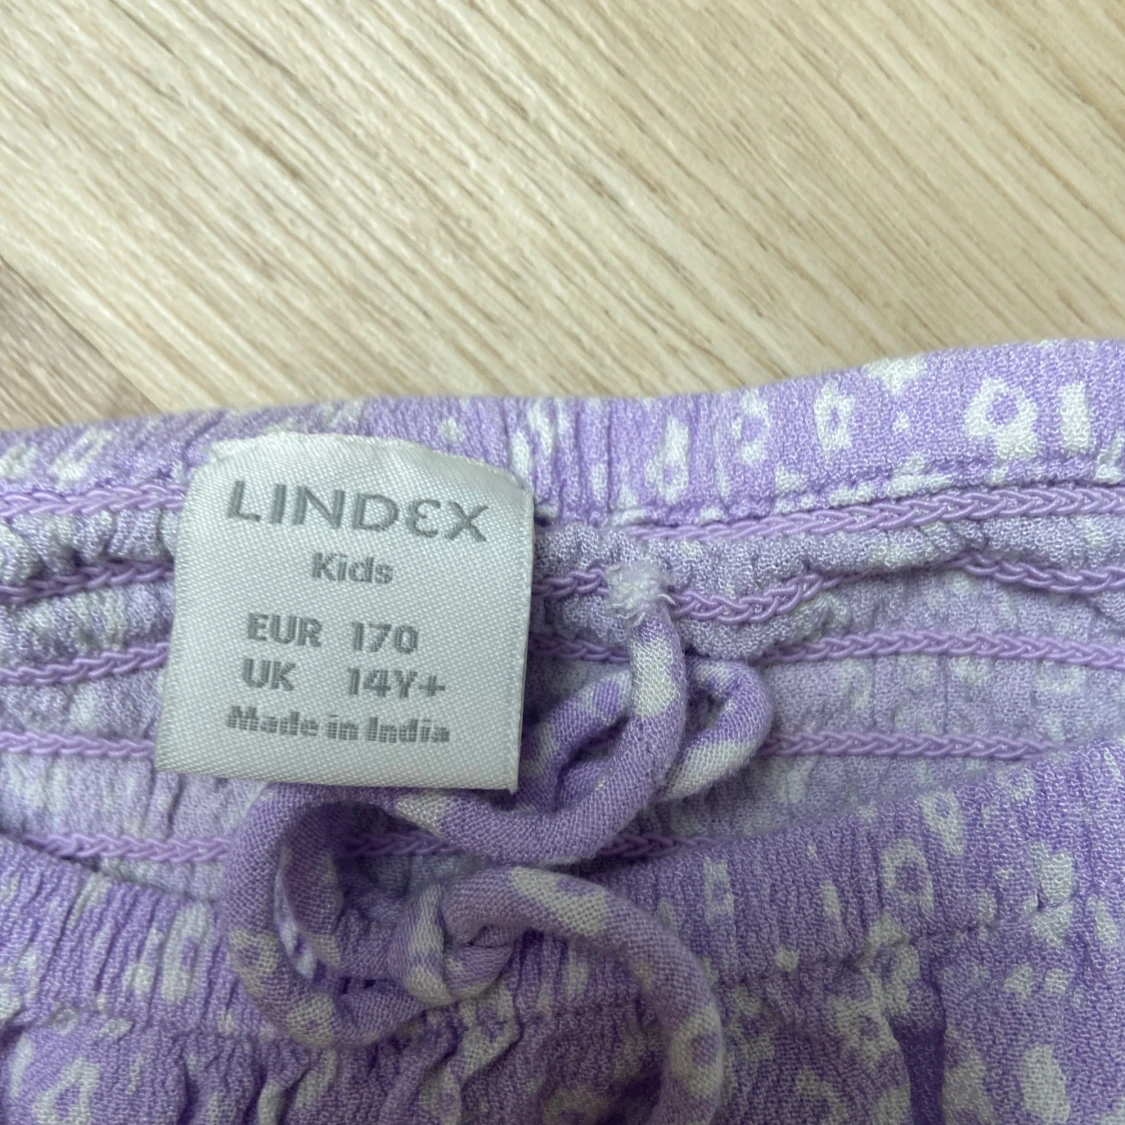 LINDEX
Kids
EUR 170
UK 14Y+
Made in India